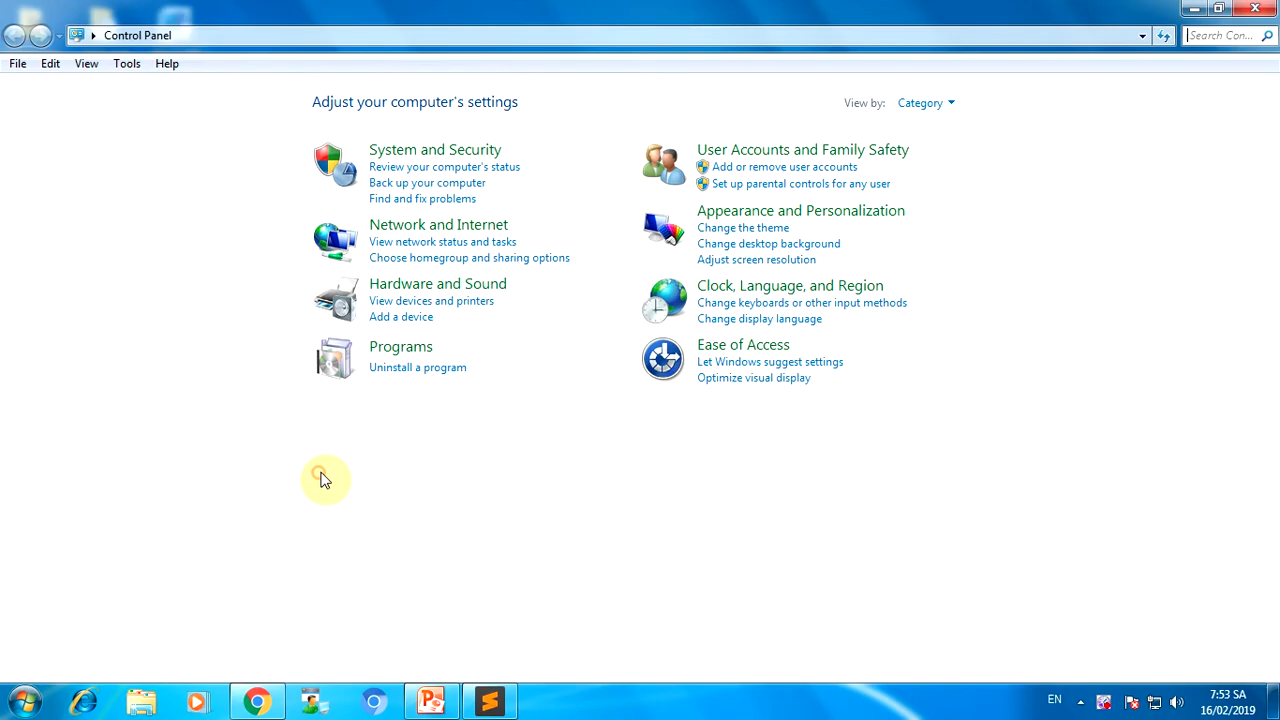 Control Panel
Search Con...
File Edit View Tools Help
Adjust your computer's settings
View by: Category
System and Security
Review your computer's status
Back up your computer
Find and fix problems
Network and Internet
View network status and tasks
Choose homegroup and sharing options
Hardware and Sound
View devices and printers
Add a device
Programs
Uninstall a program
User Accounts and Family Safety
Add or remove user accounts
Set up parental controls for any user
Appearance and Personalization
Change the theme
Change desktop background
Adjust screen resolution
Clock, Language, and Region
Change keyboards or other input methods
Change display language
Ease of Access
Let Windows suggest settings
Optimize visual display
EN
7:53 SA
16/02/2019